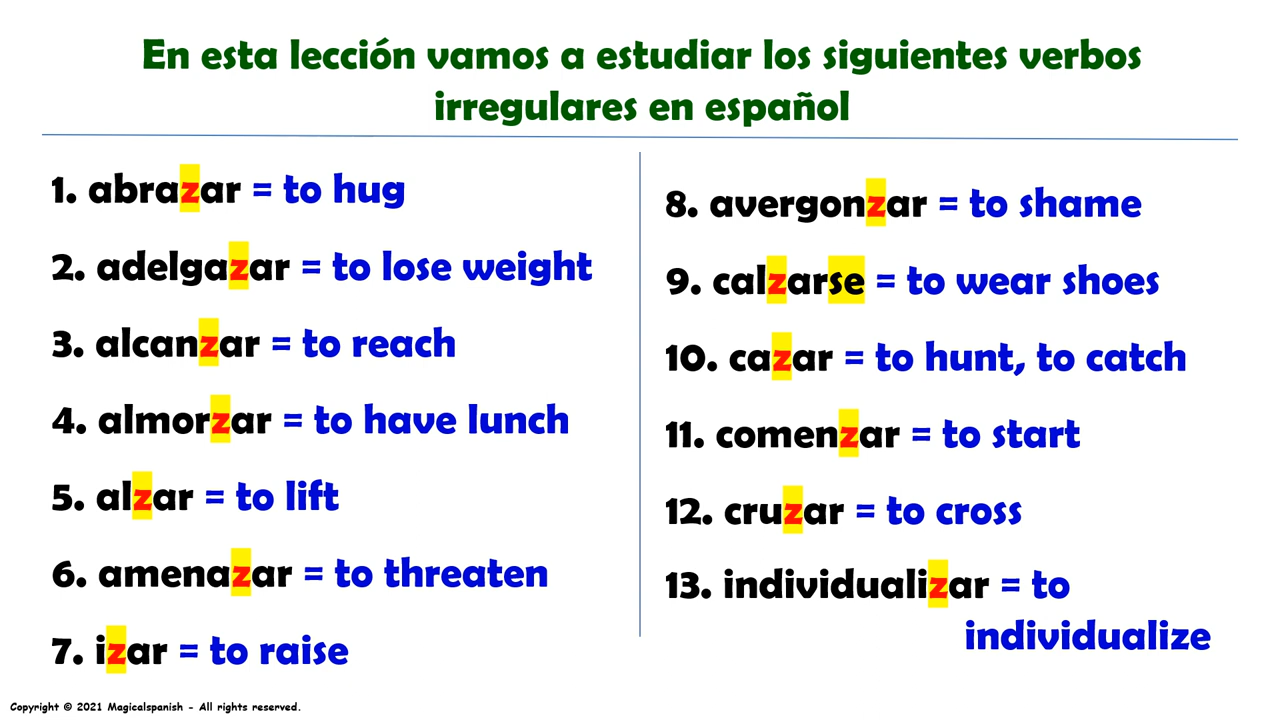 En esta lección vamos a estudiar los siguientes verbos
irregulares en español
1. abrazar = to hug
2. adelgazar = to lose weight
3. alcanzar = to reach
4. almorzar = to have lunch
5. alzar = to lift
6. amenazar = to threaten
7. izar = to raise
8. avergonzar = to shame
9. calzarse = to wear shoes
10. cazar = to hunt, to catch
11. comenzar = to start
12. cruzar = to cross
13. individualizar = to
individualize
Copyright © 2021 Magicalspanish - All rights reserved.